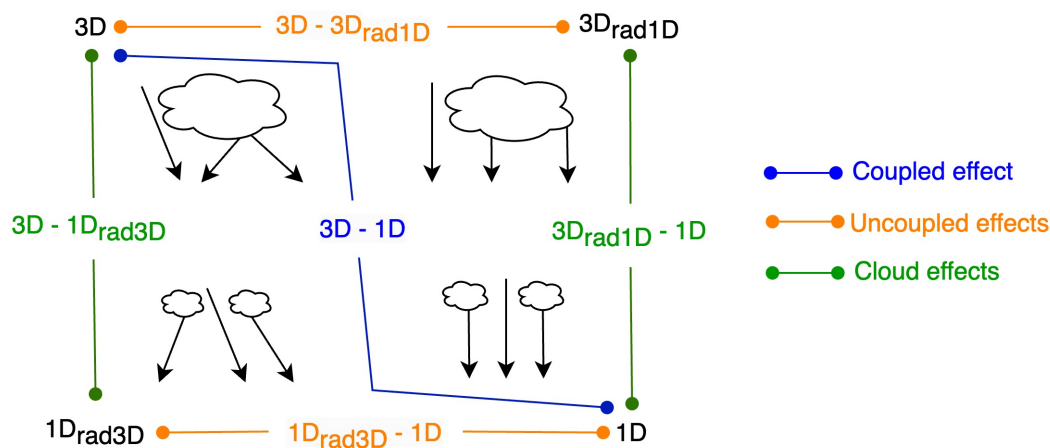 3D
3D - 3Drad1D
3Drad1D
Coupled effect
3D - 1Drad3D
3D - 1D
3Drad1D - 1D
Uncoupled effects
Cloud effects
1Drad3D
1Drad3D - 1D
1D